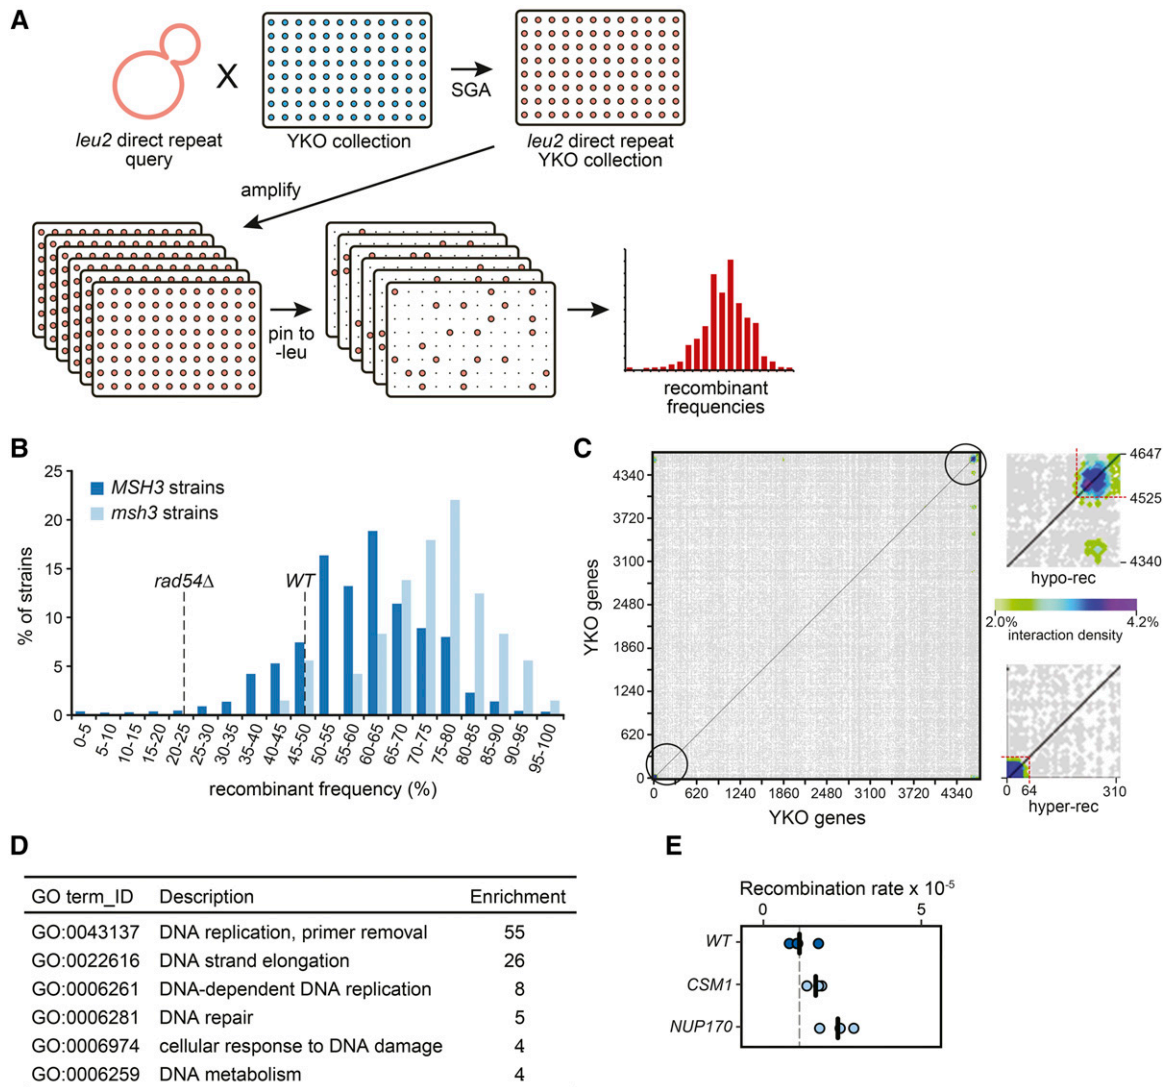 A
X
SGA
leu2 direct repeat
query
YKO collection
leu2 direct repeat
YKO collection
amplify
pin to
-leu
recombinant
frequencies
B
25
20
15
10
5
0
% of strains
MSH3 strains
msh3 strains
rad54Δ
WT
0-5
5-10
10-15
15-20
20-25
25-30
30-35
35-40
40-45
45-50
50-55
55-60
60-65
65-70
70-75
75-80
80-85
85-90
90-95
95-100
recombinant frequency (%)
C
4340
3720
3100
2480
1860
1240
620
0
YKO genes
0
620
1240
1860
2480
3100
3720
4340
YKO genes
4647
4525
4340
hypo-rec
2.0%
4.2%
interaction density
0
64
310
hyper-rec
D
GO term_ID Description Enrichment
GO:0043137 DNA replication, primer removal 55
GO:0022616 DNA strand elongation 26
GO:0006261 DNA-dependent DNA replication 8
GO:0006281 DNA repair 5
GO:0006974 cellular response to DNA damage 4
GO:0006259 DNA metabolism 4
E
Recombination rate x 10-5
0 5
WT
CSM1
NUP170